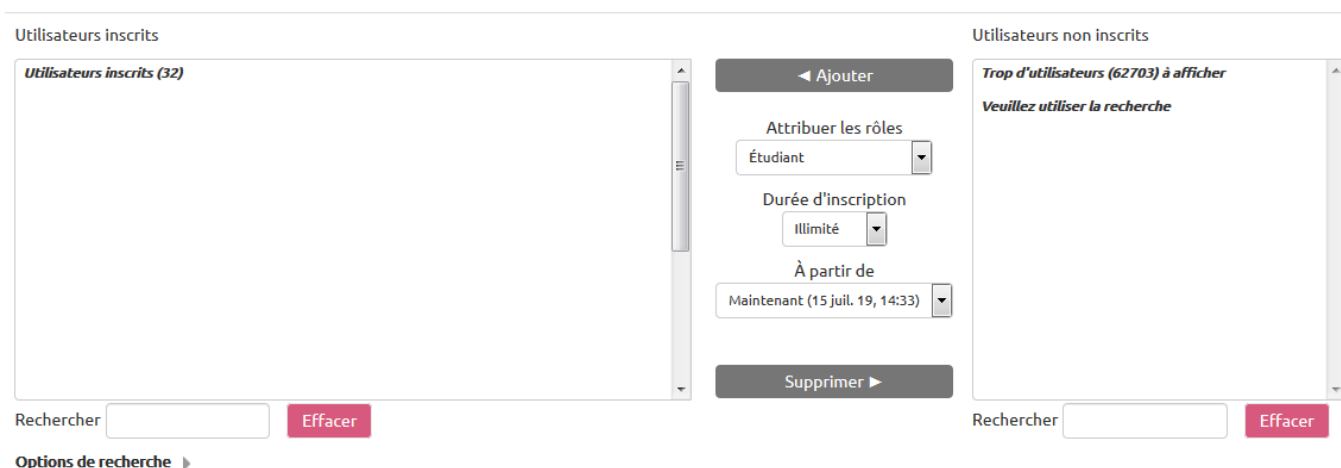 Utilisateurs inscrits
Utilisateurs inscrits (32)
◄ Ajouter
Attribuer les rôles
Étudiant
Durée d'inscription
Illimité
À partir de
Maintenant (15 juil. 19, 14:33)
Supprimer ►
Utilisateurs non inscrits
Trop d'utilisateurs (62703) à afficher
Veuillez utiliser la recherche
Rechercher
Effacer
Rechercher
Effacer
Options de recherche